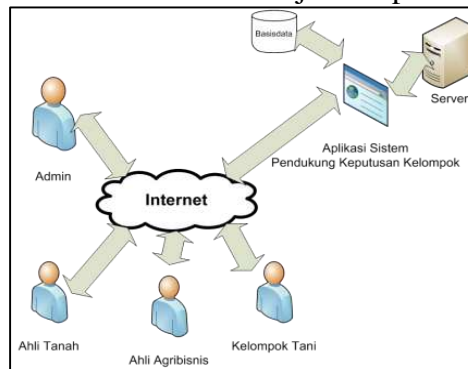 Basisdata
Server
Aplikasi Sistem
Pendukung Keputusan Kelompok
Admin
Internet
Ahli Tanah
Ahli Agribisnis
Kelompok Tani